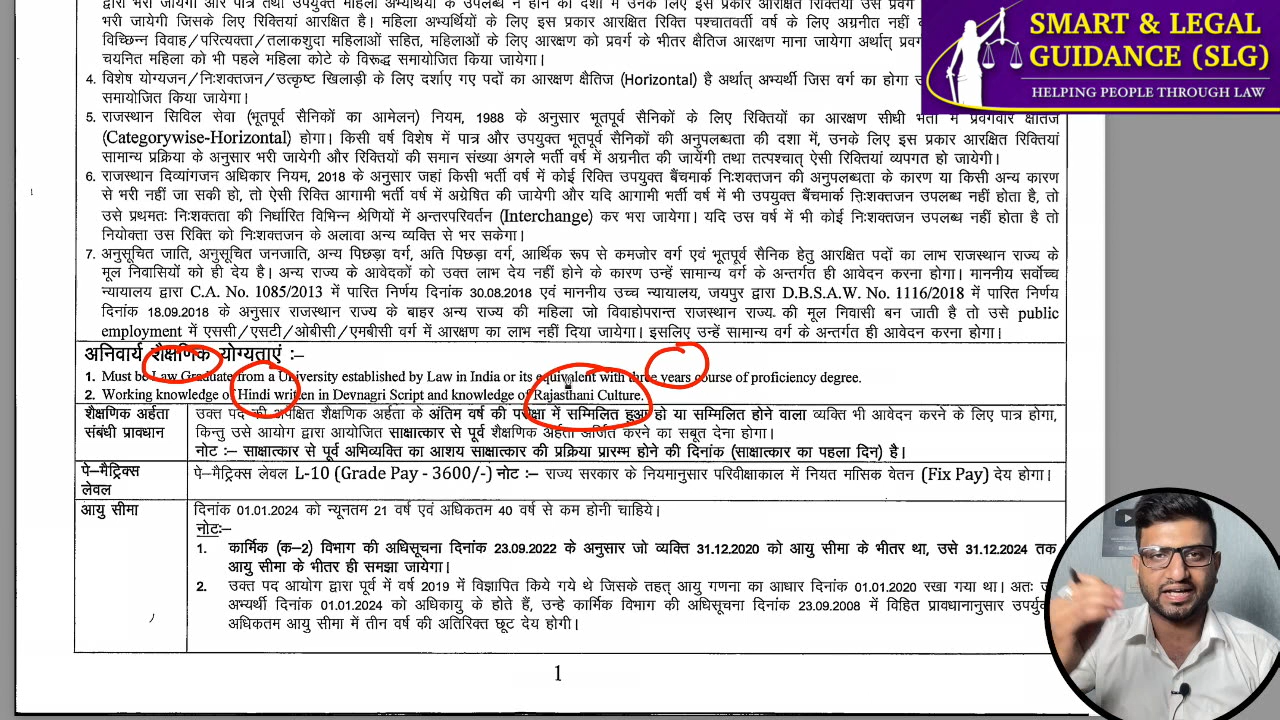 द्वारा भरी जायेगी और पात्र तथा उपयुक्त महिला अभ्यर्थियों के उपलब्ध न होने की दशा में उनके लिए इस प्रकार आरक्षित रिक्तियां उस प्रवर्ग
भरी जायेगी जिसके लिए रिक्तियां आरक्षित है। महिला अभ्यर्थियों के लिए इस प्रकार आरक्षित रिक्ति पश्चातवर्ती वर्ष के लिए अग्रनीत नहीं
विच्छिन्न विवाह/परित्यक्ता/तलाकशुदा महिलाओं सहित, महिलाओं के लिए आरक्षण को प्रवर्ग के भीतर क्षैतिज आरक्षण माना जायेगा अर्थात्
चयनित महिला को भी पहले महिला कोटे के विरूद्ध समायोजित किया जायेगा।
4. विशेष योग्यजन/निःशक्तजन/उत्कृष्ट खिलाड़ी के लिए दर्शाए गए पदों का आरक्षण क्षैतिज (Horizontal) है अर्थात् अभ्यर्थी जिस वर्ग का होगा
समायोजित किया जायेगा।
5. राजस्थान सिविल सेवा (भूतपूर्व सैनिकों का आमेलन) नियम, 1988 के अनुसार भूतपूर्व सैनिकों के लिए रिक्तियों का आरक्षण सीधी भर्ती में प्रवर्गवार क्षैतिज
(Categorywise-Horizontal) होगा। किसी वर्ष विशेष में पात्र और उपयुक्त भूतपूर्व सैनिकों की अनुपलब्धता की दशा में, उनके लिए इस प्रकार आरक्षित रिक्तियां
सामान्य प्रक्रिया के अनुसार भरी जायेगी और रिक्तियों की समान संख्या अगले भर्ती वर्ष में अग्रनीत की जायेंगी तथा तत्पश्चात् ऐसी रिक्तियां व्यपगत हो जायेगी।
6. राजस्थान दिव्यांगजन अधिकार नियम, 2018 के अनुसार जहां किसी भर्ती वर्ष में कोई रिक्ति उपयुक्त बैंचमार्क निःशक्तजन की अनुपलब्धता के कारण या किसी अन्य कारण
से भरी नहीं जा सकी हो, तो ऐसी रिक्ति आगामी भर्ती वर्ष में अग्रेषित की जायेगी और यदि आगामी भर्ती वर्ष में भी उपयुक्त बैंचमार्क निःशक्तजन उपलब्ध नहीं होता है, तो
उसे प्रथमतः निःशक्तता की निर्धारित विभिन्न श्रेणियों में अन्तरपरिवर्तन (Interchange) कर भरा जायेगा। यदि उस वर्ष में भी कोई निःशक्तजन उपलब्ध नहीं होता है तो
नियोक्ता उस रिक्ति को निःशक्तजन के अलावा अन्य व्यक्ति से भर सकेगा।
7. अनुसूचित जाति, अनुसूचित जनजाति, अन्य पिछड़ा वर्ग, अति पिछड़ा वर्ग, आर्थिक रूप से कमजोर वर्ग एवं भूतपूर्व सैनिक हेतु आरक्षित पदों का लाभ राजस्थान राज्य के
मूल निवासियों को ही देय है। अन्य राज्य के आवेदकों को उक्त लाभ देय नहीं होने के कारण उन्हें सामान्य वर्ग के अन्तर्गत ही आवेदन करना होगा। माननीय सर्वोच्च
न्यायालय द्वारा C.A. No. 1085/2013 में पारित निर्णय दिनांक 30.08.2018 एवं माननीय उच्च न्यायालय, जयपुर द्वारा D.B.S.A.W. No. 1116/2018 में पारित निर्णय
दिनांक 18.09.2018 के अनुसार राजस्थान राज्य के बाहर अन्य राज्य की महिला जो विवाहोपरान्त राजस्थान राज्य की मूल निवासी बन जाती है तो उसे public
employment में एससी/एसटी/ओबीसी/एमबीसी वर्ग में आरक्षण का लाभ नहीं दिया जायेगा। इसलिए उन्हें सामान्य वर्ग के अन्तर्गत ही आवेदन करना होगा।
अनिवार्य शैक्षणिक योग्यताएं :–
1. Must be Law Graduate from a University established by Law in India or its equivalent with three years course of proficiency degree.
2. Working knowledge of Hindi written in Devnagri Script and knowledge of Rajasthani Culture.
शैक्षणिक अर्हता संबंधी प्रावधान
उक्त पद की अपेक्षित शैक्षणिक अर्हता के अंतिम वर्ष की परीक्षा में सम्मिलित हुआ हो या सम्मिलित होने वाला व्यक्ति भी आवेदन करने के लिए पात्र होगा,
किन्तु उसे आयोग द्वारा आयोजित साक्षात्कार से पूर्व शैक्षणिक अर्हता अर्जित करने का सबूत देना होगा।
नोट :– साक्षात्कार से पूर्व अभिव्यक्ति का आशय साक्षात्कार की प्रक्रिया प्रारम्भ होने की दिनांक (साक्षात्कार का पहला दिन) है।
पे–मैट्रिक्स लेवल
पे–मैट्रिक्स लेवल L-10 (Grade Pay - 3600/-) नोट :– राज्य सरकार के नियमानुसार परिवीक्षाकाल में नियत मासिक वेतन (Fix Pay) देय होगा।
आयु सीमा
दिनांक 01.01.2024 को न्यूनतम 21 वर्ष एवं अधिकतम 40 वर्ष से कम होनी चाहिये।
नोटः–
1. कार्मिक (क–2) विभाग की अधिसूचना दिनांक 23.09.2022 के अनुसार जो व्यक्ति 31.12.2020 को आयु सीमा के भीतर था, उसे 31.12.2024 तक
आयु सीमा के भीतर ही समझा जायेगा।
2. उक्त पद आयोग द्वारा पूर्व में वर्ष 2019 में विज्ञापित किये गये थे जिसके तहत् आयु गणना का आधार दिनांक 01.01.2020 रखा गया था। अतः
अभ्यर्थी दिनांक 01.01.2024 को अधिकायु के होते हैं, उन्हे कार्मिक विभाग की अधिसूचना दिनांक 23.09.2008 में विहित प्रावधानानुसार
अधिकतम आयु सीमा में तीन वर्ष की अतिरिक्त छूट देय होगी।
1
SMART & LEGAL
GUIDANCE (SLG)
HELPING PEOPLE THROUGH LAW